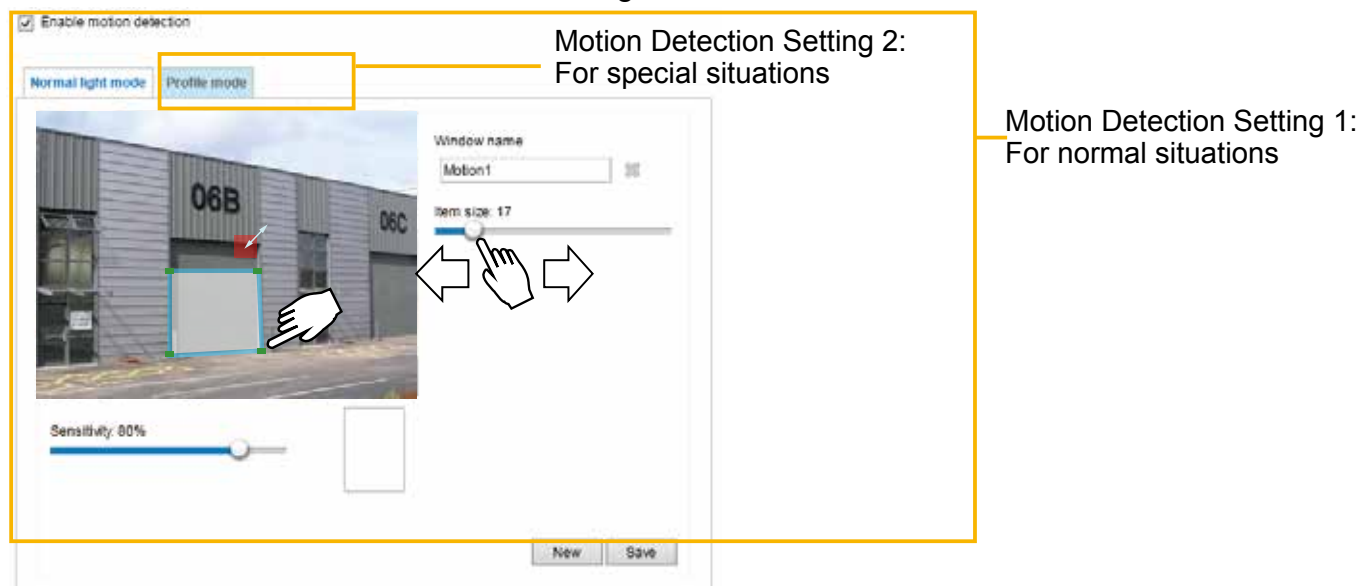 Enable motion detection
Motion Detection Setting 2:
For special situations
Normal light mode
Profile mode
Motion Detection Setting 1:
For normal situations
Window name
Motion1
06B
06C
Item size: 17
Sensitivity: 80%
New
Save